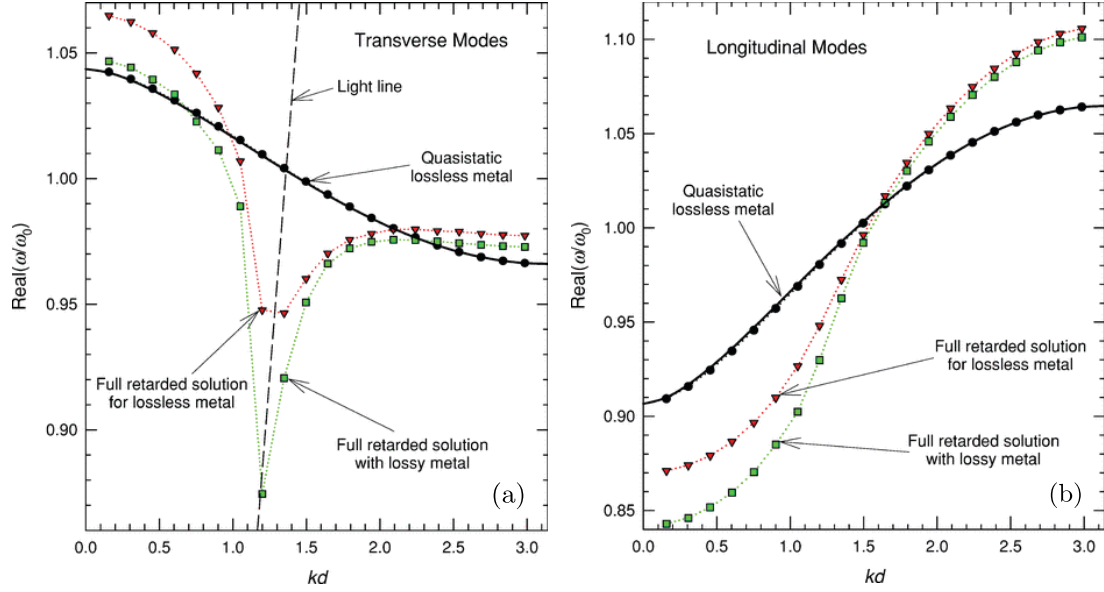 Transverse Modes
Light line
Quasistatic
lossless metal
Full retarded solution
for lossless metal
Full retarded solution
with lossy metal
(a)
1.05
1.00
0.95
0.90
Real(ω/ω₀)
0.0 0.5 1.0 1.5 2.0 2.5 3.0
kd
Longitudinal Modes
Quasistatic
lossless metal
Full retarded solution
for lossless metal
Full retarded solution
with lossy metal
(b)
1.10
1.05
1.00
0.95
0.90
0.85
Real(ω/ω₀)
0.0 0.5 1.0 1.5 2.0 2.5 3.0
kd